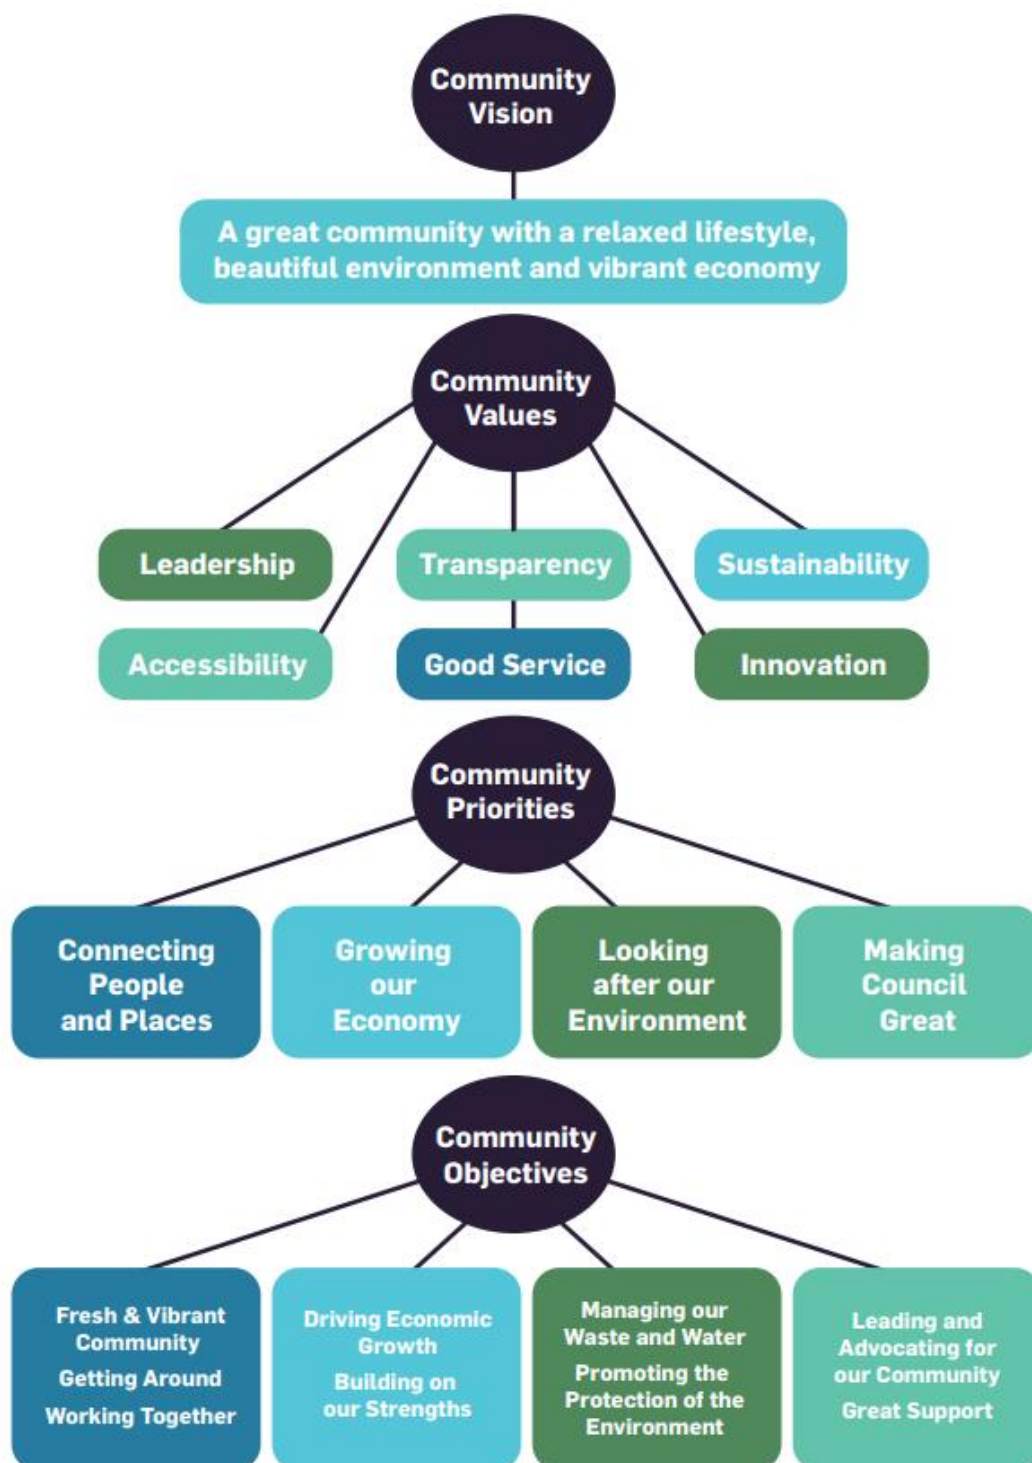 Community
Vision
A great community with a relaxed lifestyle,
beautiful environment and vibrant economy
Community
Values
Leadership
Transparency
Sustainability
Accessibility
Good Service
Innovation
Community
Priorities
Connecting
People
and Places
Growing
our
Economy
Looking
after our
Environment
Making
Council
Great
Community
Objectives
Fresh & Vibrant
Community
Getting Around
Working Together
Driving Economic
Growth
Building on
our Strengths
Managing our
Waste and Water
Promoting the
Protection of the
Environment
Leading and
Advocating for
our Community
Great Support